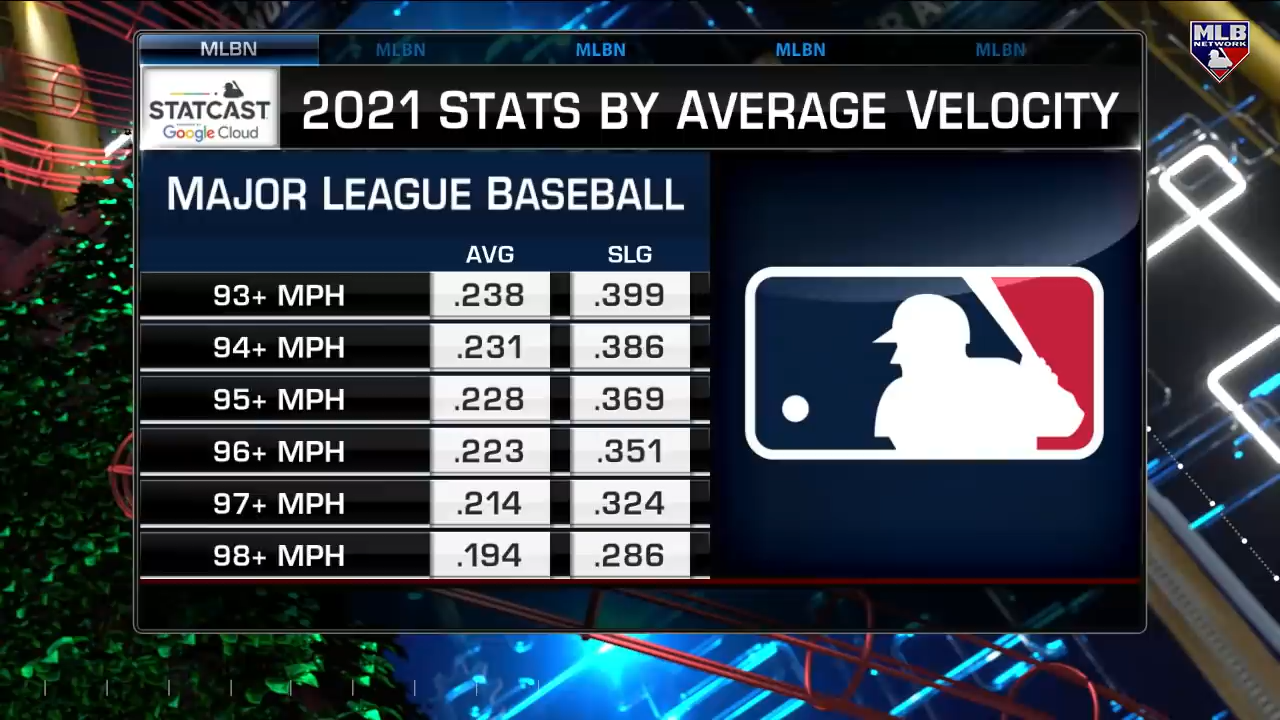 MLBN MLBN MLBN MLBN MLBN
MLB
NETWORK
STATCAST
Google Cloud
2021 STATS BY AVERAGE VELOCITY
MAJOR LEAGUE BASEBALL
AVG SLG
93+ MPH .238 .399
94+ MPH .231 .386
95+ MPH .228 .369
96+ MPH .223 .351
97+ MPH .214 .324
98+ MPH .194 .286